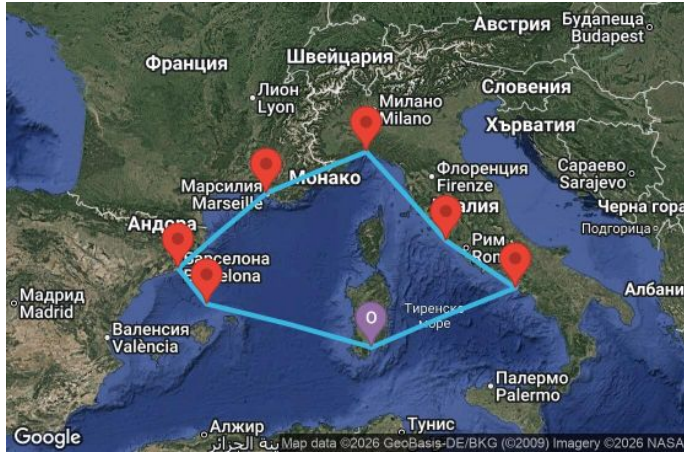 Австрия
Будапеща
Budapest
Франция
Швейцария
Словения
Лион
Lyon
Милано
Milano
Хърватия
Марсилия
Marseille
Монако
Флоренция
Firenze
Сараево
Sarajevo
Андора
Черна гора
Подгорица
Рим
Барселона
Мадрид
Madrid
Валенсия
València
Тиренско
море
Палермо
Palermo
Алжир
Тунис
Google
Map data ©2026 GeoBasis-DE/BKG (©2009) Imagery ©2026 NASA